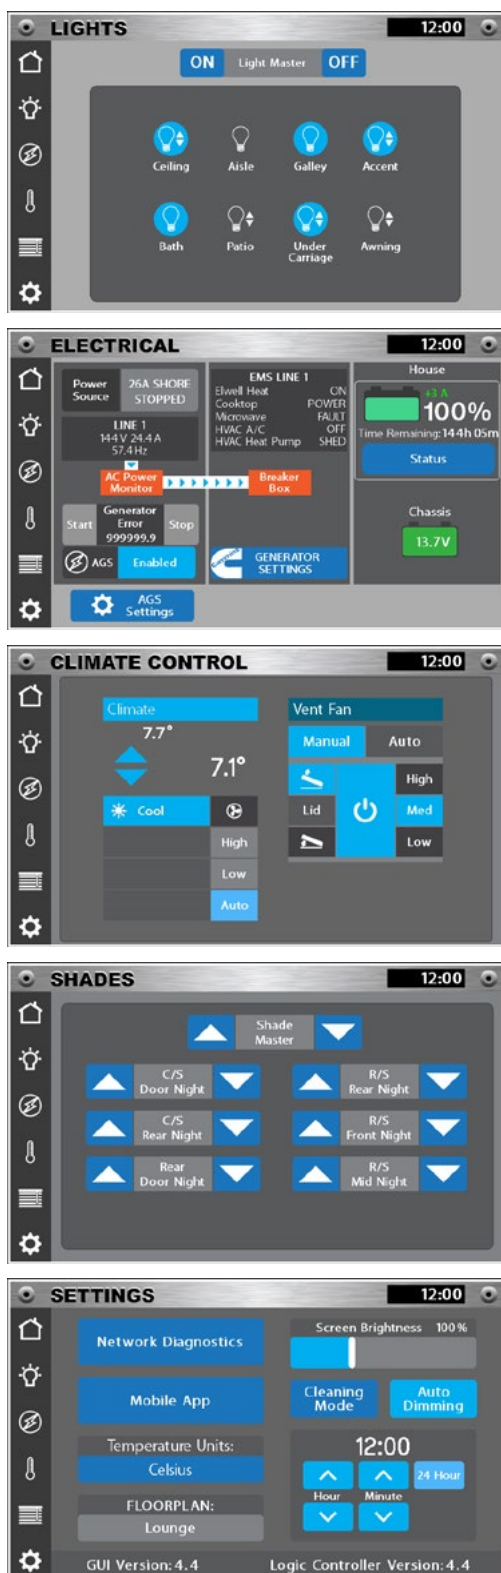 LIGHTS 12:00
ON Light Master OFF
Ceiling Aisle Galley Accent
Bath Patio Under Carriage Awning
ELECTRICAL 12:00
Power Source
26A SHORE
STOPPED
LINE 1
144 V 24.4 A
57.4 Hz
AC Power Monitor
Breaker Box
Start
Generator
Error
999999.9
Stop
AGS Enabled
AGS Settings
EMS LINE 1
Elwell Heat ON
Cooktop POWER
Microwave FAULT
HVAC A/C OFF
HVAC Heat Pump SHED
GENERATOR SETTINGS
House
+3 A
100%
Time Remaining: 144h 05m
Status
Chassis
13.7V
CLIMATE CONTROL 12:00
Climate
7.7°
7.1°
Cool
High
Low
Auto
Vent Fan
Manual Auto
High
Lid Med
Low
SHADES 12:00
Shade
Master
C/S
Door Night
R/S
Rear Night
C/S
Rear Night
R/S
Front Night
Rear
Door Night
R/S
Mid Night
SETTINGS 12:00
Network Diagnostics
Mobile App
Temperature Units:
Celsius
FLOORPLAN:
Lounge
Screen Brightness 100%
Cleaning
Mode
Auto
Dimming
12:00
24 Hour
Hour Minute
GUI Version: 4.4 Logic Controller Version: 4.4